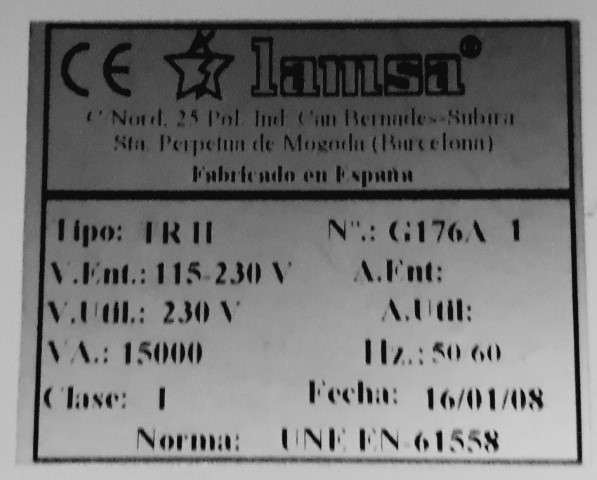 CE lamsa®
C/Nord, 25 Pol. Ind. Can Bernades-Subira
Sta. Perpetua de Mogoda (Barcelona)
Fabricado en España
Tipo: TR II Nº.: G176A 1
V.Ent.: 115-230 V A.Ent:
V.Util.: 230 V A.Util:
VA.: 15000 Hz.: 50-60
Clase: I Fecha: 16/01/08
Norma: UNE EN-61558